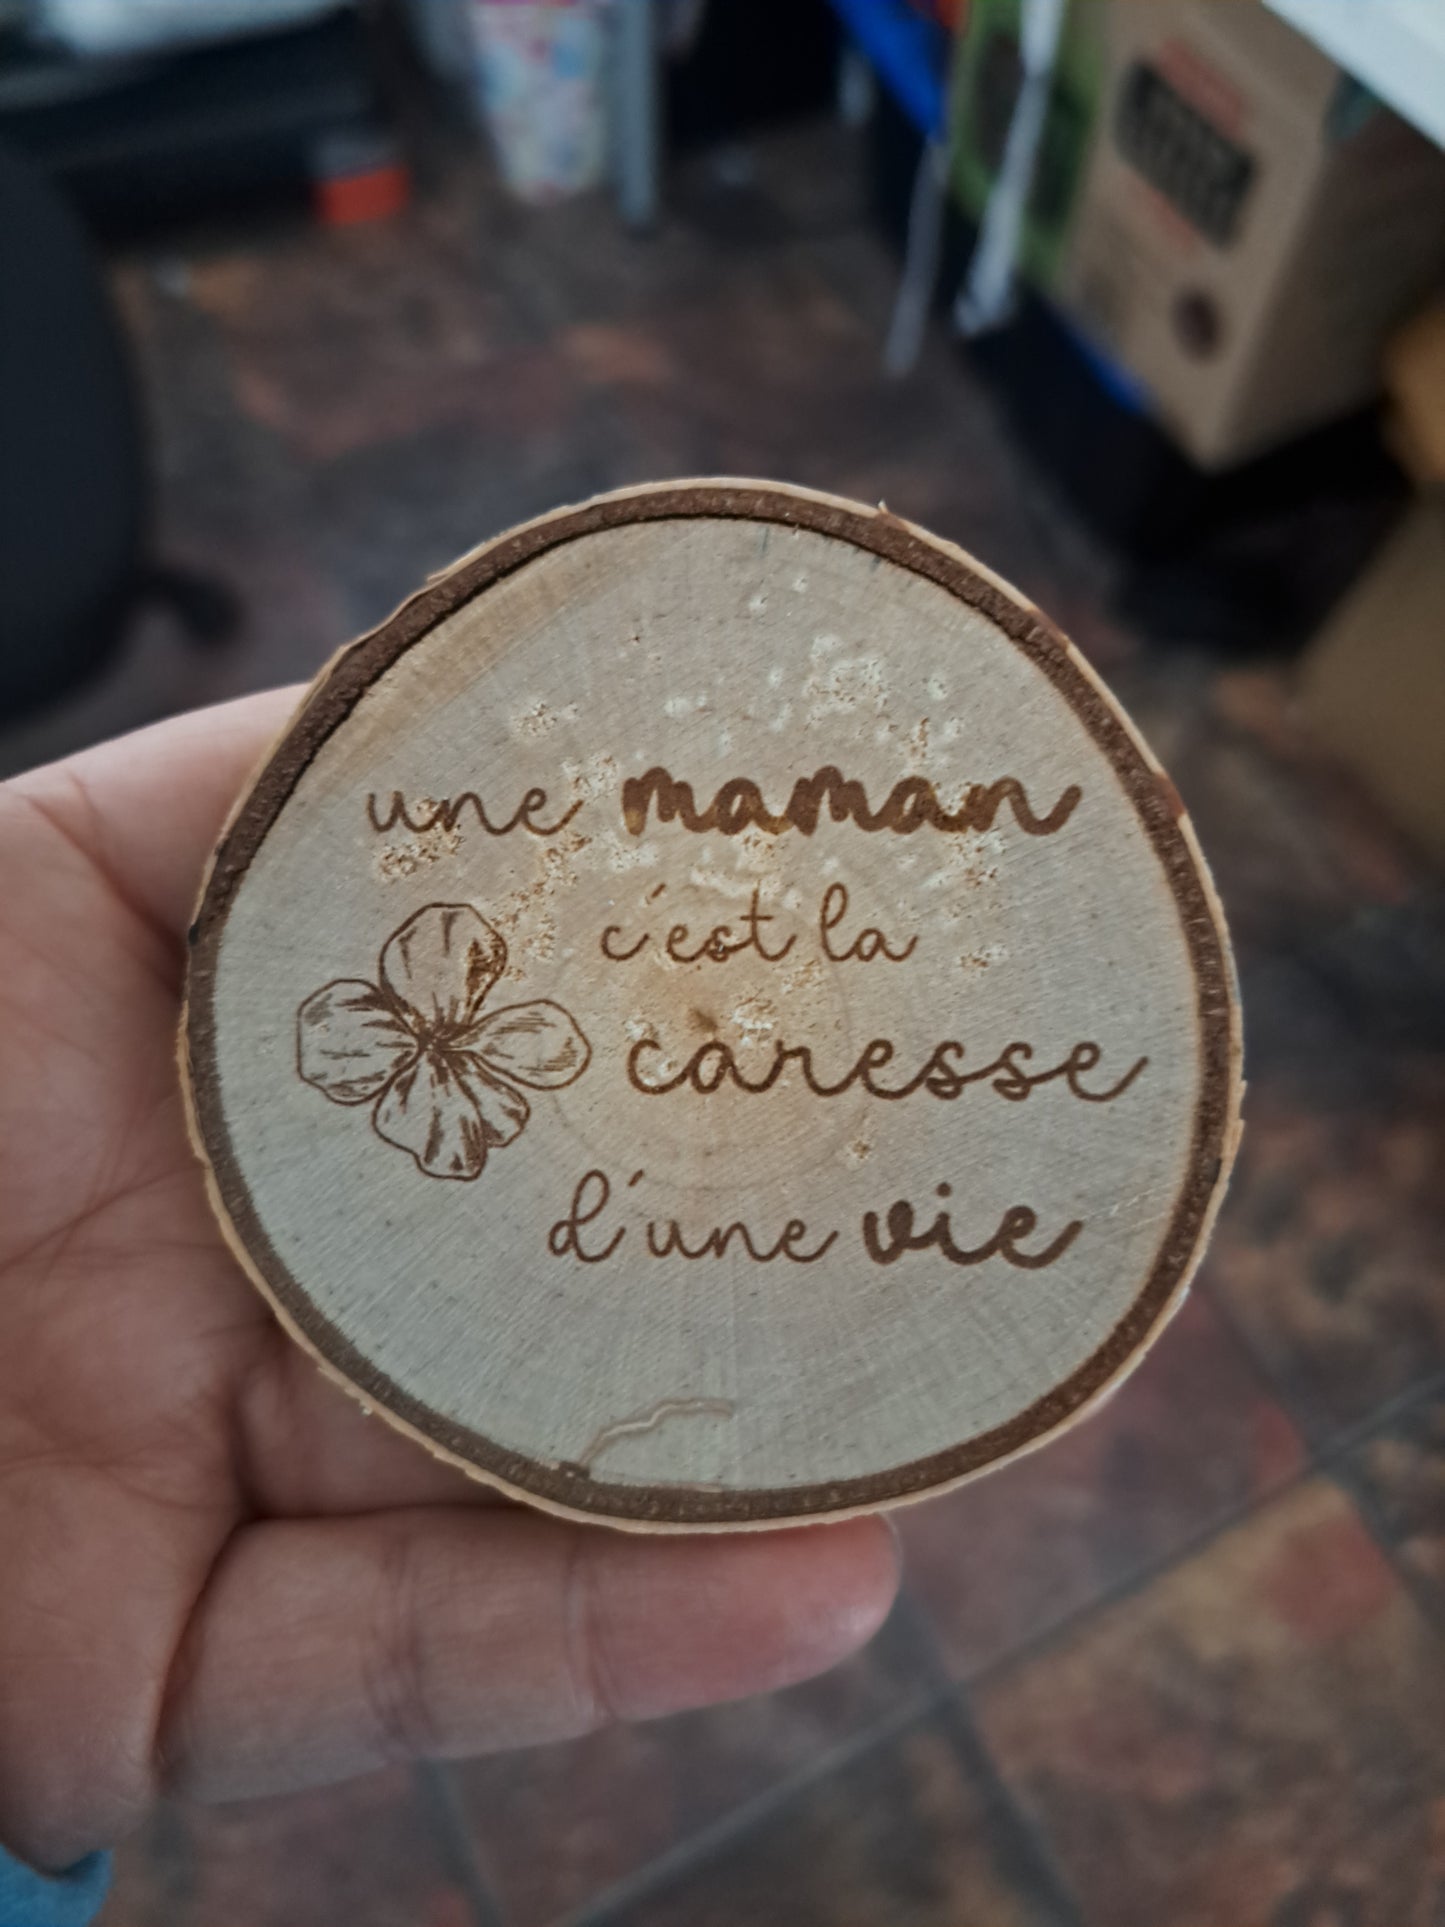 une maman
c'est la
caresse
d'une vie